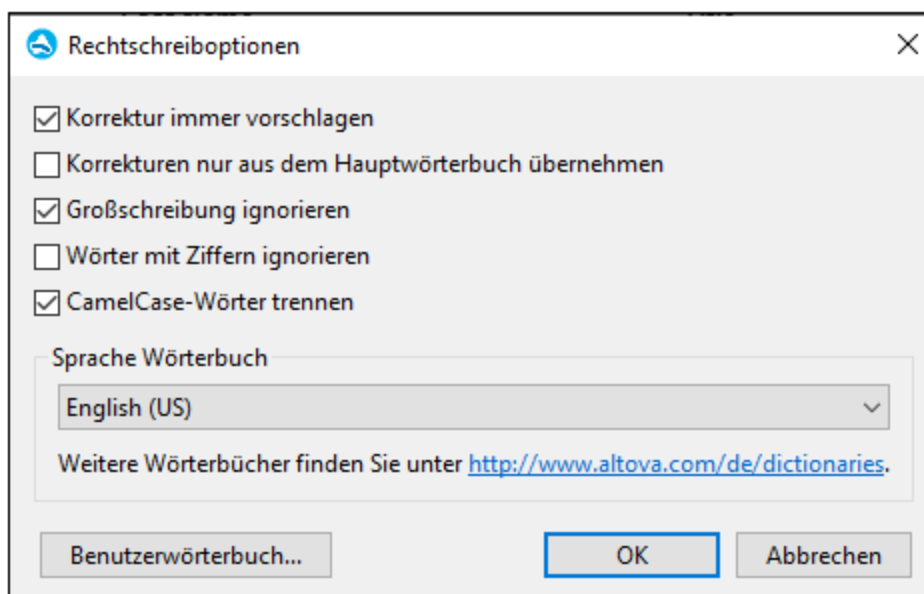 Rechtschreiboptionen
Korrektur immer vorschlagen
Korrekturen nur aus dem Hauptwörterbuch übernehmen
Großschreibung ignorieren
Wörter mit Ziffern ignorieren
CamelCase-Wörter trennen
Sprache Wörterbuch
English (US)
Weitere Wörterbücher finden Sie unter http://www.altova.com/de/dictionaries.
Benutzerwörterbuch... OK Abbrechen